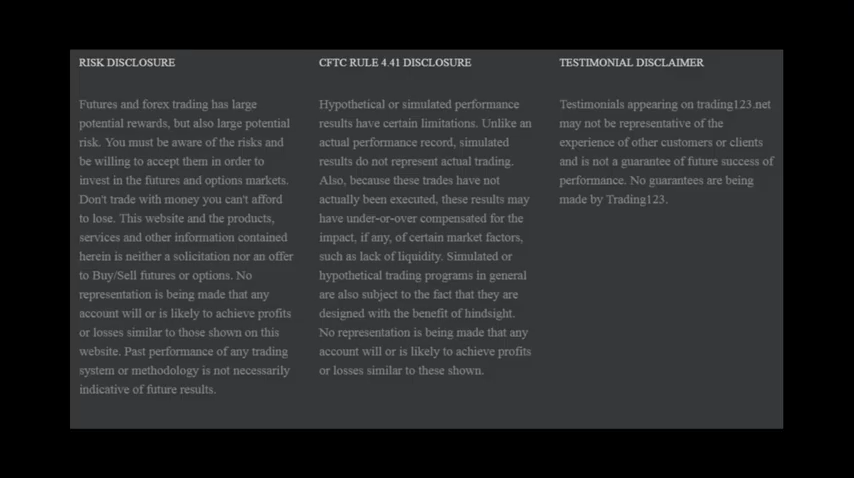 RISK DISCLOSURE
Futures and forex trading has large
potential rewards, but also large potential
risk. You must be aware of the risks and
be willing to accept them in order to
invest in the futures and options markets.
Don't trade with money you can't afford
to lose. This website and the products,
services and other information contained
herein is neither a solicitation nor an offer
to Buy/Sell futures or options. No
representation is being made that any
account will or is likely to achieve profits
or losses similar to those shown on this
website. Past performance of any trading
system or methodology is not necessarily
indicative of future results.
CFTC RULE 4.41 DISCLOSURE
Hypothetical or simulated performance
results have certain limitations. Unlike an
actual performance record, simulated
results do not represent actual trading.
Also, because these trades have not
actually been executed, these results may
have under-or-over compensated for the
impact, if any, of certain market factors,
such as lack of liquidity. Simulated or
hypothetical trading programs in general
are also subject to the fact that they are
designed with the benefit of hindsight.
No representation is being made that any
account will or is likely to achieve profits
or losses similar to these shown.
TESTIMONIAL DISCLAIMER
Testimonials appearing on trading123.net
may not be representative of the
experience of other customers or clients
and is not a guarantee of future success of
performance. No guarantees are being
made by Trading123.